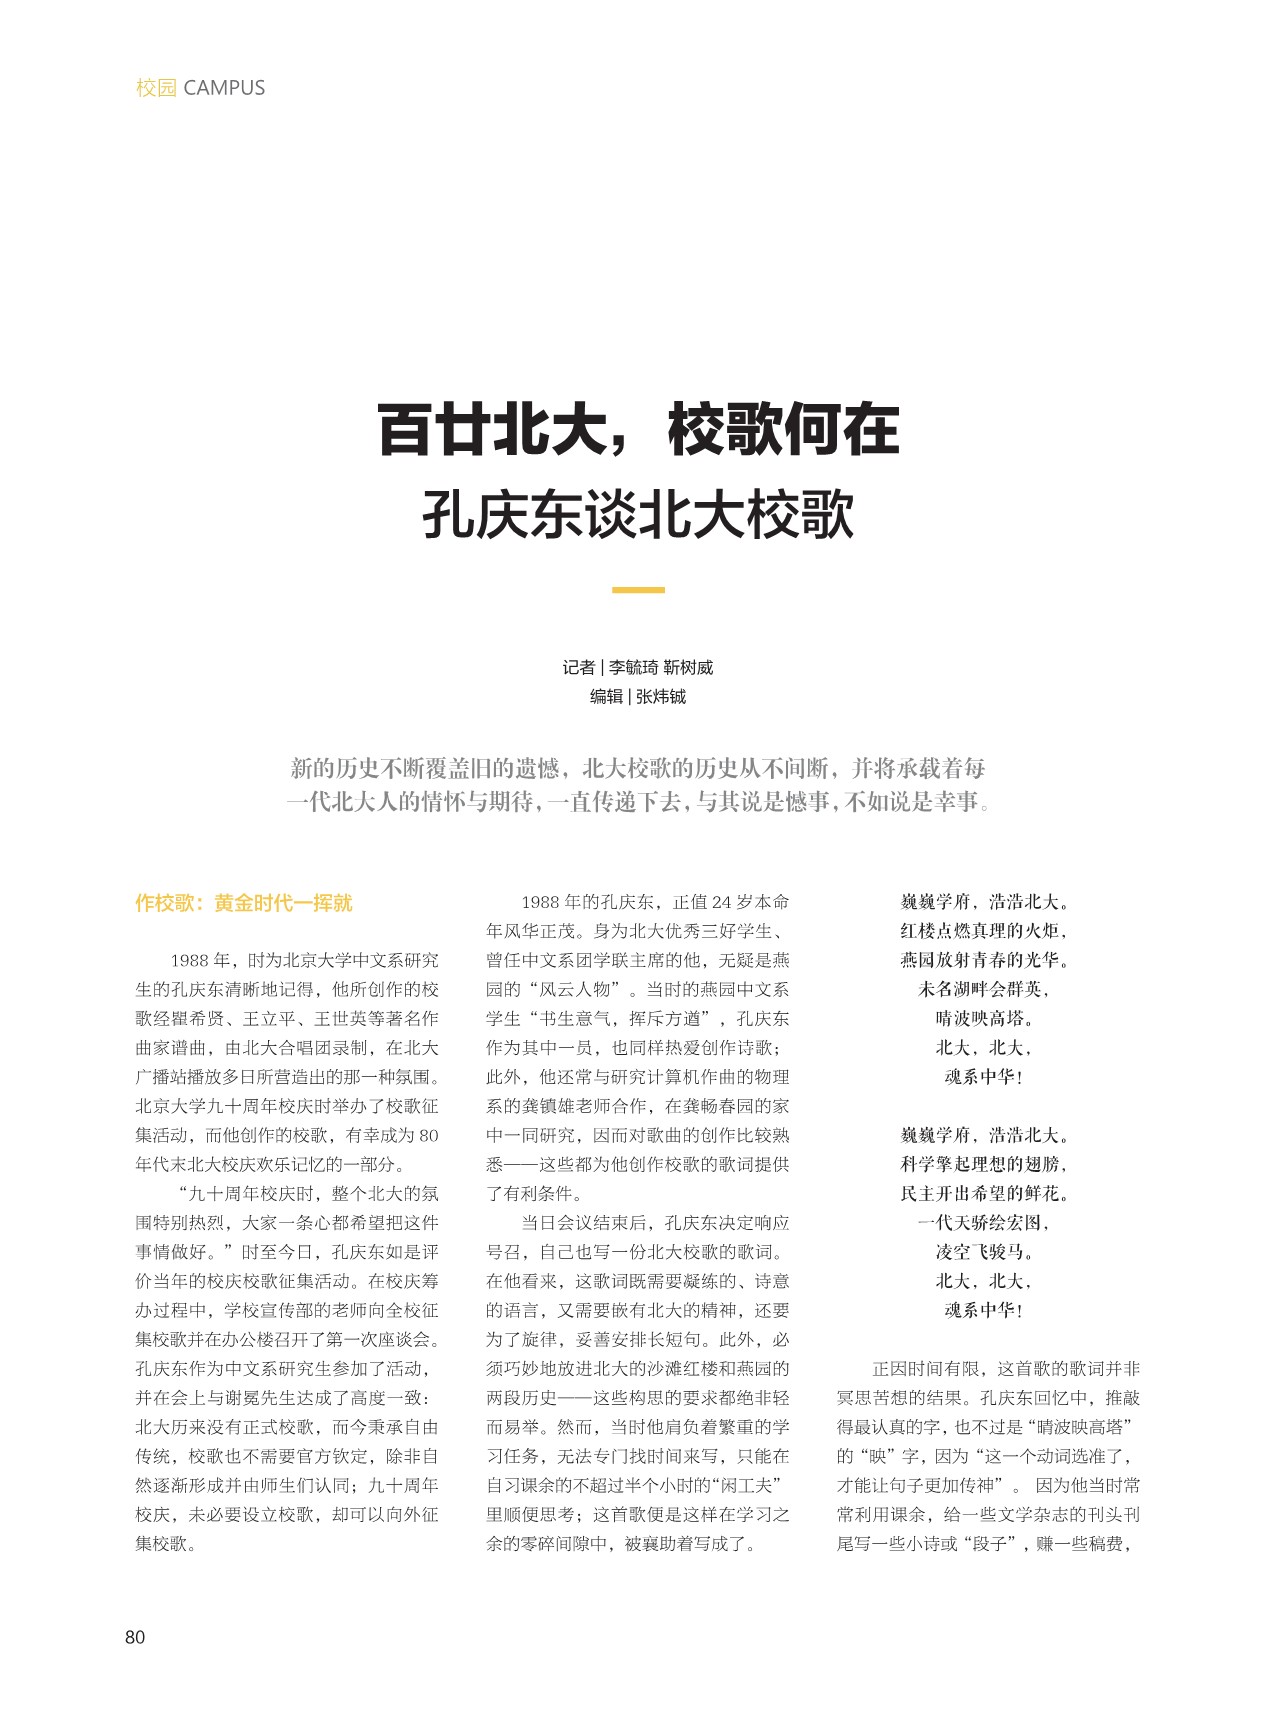 校园 CAMPUS
百廿北大，校歌何在
孔庆东谈北大校歌
记者 | 李毓琦 靳树威
编辑 | 张炜铖
新的历史不断覆盖旧的遗憾，北大校歌的历史从不间断，并将承载着每
一代北大人的情怀与期待，一直传递下去，与其说是憾事，不如说是幸事。
作校歌：黄金时代一挥就
1988 年，时为北京大学中文系研究
生的孔庆东清晰地记得，他所创作的校
歌经瞿希贤、王立平、王世英等著名作
曲家谱曲，由北大合唱团录制，在北大
广播站播放多日所营造出的那一种氛围。
北京大学九十周年校庆时举办了校歌征
集活动，而他创作的校歌，有幸成为 80
年代末北大校庆欢乐记忆的一部分。
“九十周年校庆时，整个北大的氛
围特别热烈，大家一条心都希望把这件
事情做好。”时至今日，孔庆东如是评
价当年的校庆校歌征集活动。在校庆筹
办过程中，学校宣传部的老师向全校征
集校歌并在办公楼召开了第一次座谈会。
孔庆东作为中文系研究生参加了活动，
并在会上与谢冕先生达成了高度一致：
北大历来没有正式校歌，而今秉承自由
传统，校歌也不需要官方钦定，除非自
然逐渐形成并由师生们认同；九十周年
校庆，未必要设立校歌，却可以向外征
集校歌。
1988 年的孔庆东，正值 24 岁本命
年风华正茂。身为北大优秀三好学生、
曾任中文系团学联主席的他，无疑是燕
园的“风云人物”。当时的燕园中文系
学生“书生意气，挥斥方遒”，孔庆东
作为其中一员，也同样热爱创作诗歌；
此外，他还常与研究计算机作曲的物理
系的龚镇雄老师合作，在龚畅春园的家
中一同研究，因而对歌曲的创作比较熟
悉——这些都为他创作校歌的歌词提供
了有利条件。
当日会议结束后，孔庆东决定响应
号召，自己也写一份北大校歌的歌词。
在他看来，这歌词既需要凝练的、诗意
的语言，又需要嵌有北大的精神，还要
为了旋律，妥善安排长短句。此外，必
须巧妙地放进北大的沙滩红楼和燕园的
两段历史——这些构思的要求都绝非轻
而易举。然而，当时他肩负着繁重的学
习任务，无法专门找时间来写，只能在
自习课余的不超过半个小时的“闲工夫”
里顺便思考；这首歌便是这样在学习之
余的零碎间隙中，被襄助着写成了。
巍巍学府，浩浩北大。
红楼点燃真理的火炬，
燕园放射青春的光华。
未名湖畔会群英，
晴波映高塔。
北大，北大，
魂系中华！
巍巍学府，浩浩北大。
科学擎起理想的翅膀，
民主开出希望的鲜花。
一代天骄绘宏图，
凌空飞骏马。
北大，北大，
魂系中华！
正因时间有限，这首歌的歌词并非
冥思苦想的结果。孔庆东回忆中，推敲
得最认真的字，也不过是“晴波映高塔”
的“映”字，因为“这一个动词选准了，
才能让句子更加传神”。 因为他当时常
常利用课余，给一些文学杂志的刊头刊
尾写一些小诗或“段子”，赚一些稿费，
80